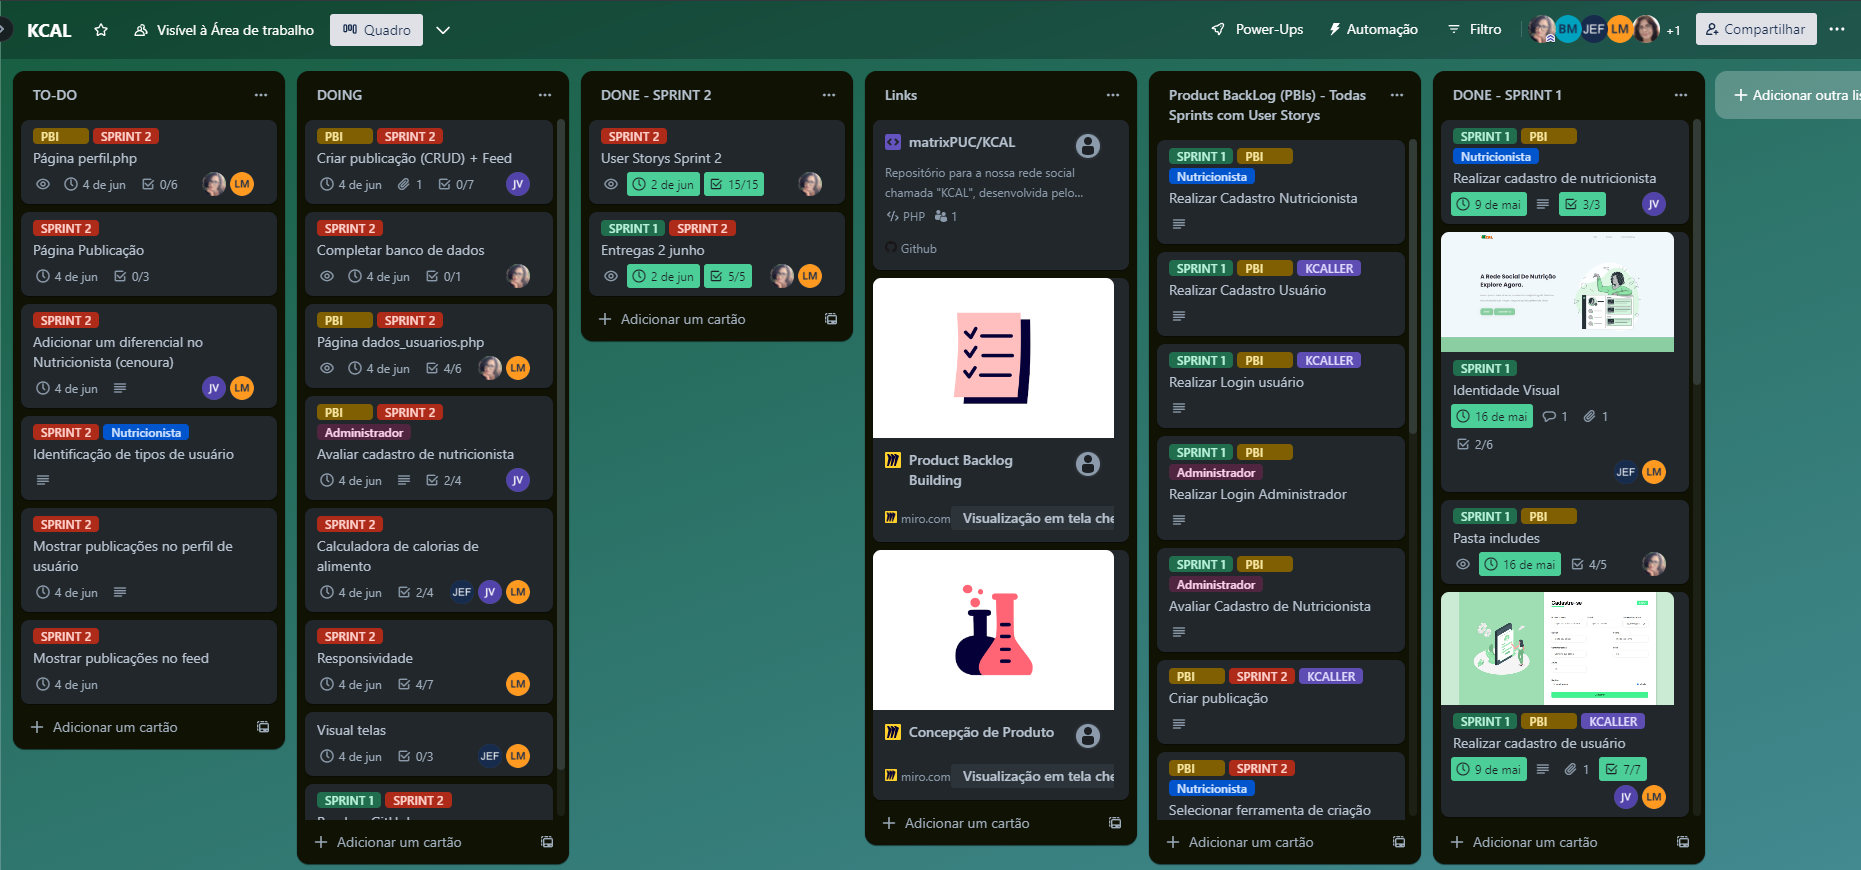 KCAL
Visível à Área de trabalho
Quadro
Power-Ups
Automação
Filtro
BM
JEF
LM
+1
Compartilhar
TO-DO
PBI SPRINT 2
Página perfil.php
4 de jun 0/6 LM
SPRINT 2
Página Publicação
4 de jun 0/3
SPRINT 2
Adicionar um diferencial no
Nutricionista (cenoura)
4 de jun JV LM
SPRINT 2 Nutricionista
Identificação de tipos de usuário
SPRINT 2
Mostrar publicações no perfil de
usuário
4 de jun
SPRINT 2
Mostrar publicações no feed
4 de jun
Adicionar um cartão
DOING
PBI SPRINT 2
Criar publicação (CRUD) + Feed
4 de jun 1 0/7 JV
SPRINT 2
Completar banco de dados
4 de jun 0/1
PBI SPRINT 2
Página dados_usuarios.php
4 de jun 4/6 LM
PBI SPRINT 2
Administrador
Avaliar cadastro de nutricionista
4 de jun 2/4 JV
SPRINT 2
Calculadora de calorias de
alimento
4 de jun 2/4 JEF JV LM
SPRINT 2
Responsividade
4 de jun 4/7 LM
Visual telas
4 de jun 0/3 JEF LM
SPRINT 1 SPRINT 2
Adicionar um cartão
DONE - SPRINT 2
SPRINT 2
User Storys Sprint 2
2 de jun 15/15
SPRINT 1 SPRINT 2
Entregas 2 junho
2 de jun 5/5 LM
Adicionar um cartão
Links
matrixPUC/KCAL
Repositório para a nossa rede social
chamada "KCAL", desenvolvida pelo...
PHP 1
Github
Product Backlog
Building
miro.com Visualização em tela che
Concepção de Produto
miro.com Visualização em tela che
Adicionar um cartão
Product BackLog (PBIs) - Todas
Sprints com User Storys
SPRINT 1 PBI
Nutricionista
Realizar Cadastro Nutricionista
SPRINT 1 PBI KCALLER
Realizar Cadastro Usuário
SPRINT 1 PBI KCALLER
Realizar Login usuário
SPRINT 1 PBI
Administrador
Realizar Login Administrador
SPRINT 1 PBI
Administrador
Avaliar Cadastro de Nutricionista
PBI SPRINT 2 KCALLER
Criar publicação
PBI SPRINT 2
Nutricionista
Selecionar ferramenta de criação
Adicionar um cartão
DONE - SPRINT 1
SPRINT 1 PBI
Nutricionista
Realizar cadastro de nutricionista
9 de mai 3/3 JV
A Rede Social De Nutrição
Explore Agora.
SPRINT 1
Identidade Visual
16 de mai 1 1
2/6
JEF LM
SPRINT 1 PBI
Pasta includes
16 de mai 4/5
Cadastre-se
SPRINT 1 PBI KCALLER
Realizar cadastro de usuário
9 de mai 1 7/7
JV LM
Adicionar um cartão
Adicionar outra lis